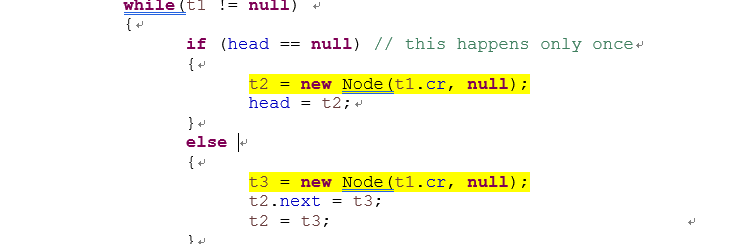 while(t1 != null)
{
if (head == null) // this happens only once
{
t2 = new Node(t1.cr, null);
head = t2;
}
else
{
t3 = new Node(t1.cr, null);
t2.next = t3;
t2 = t3;
}